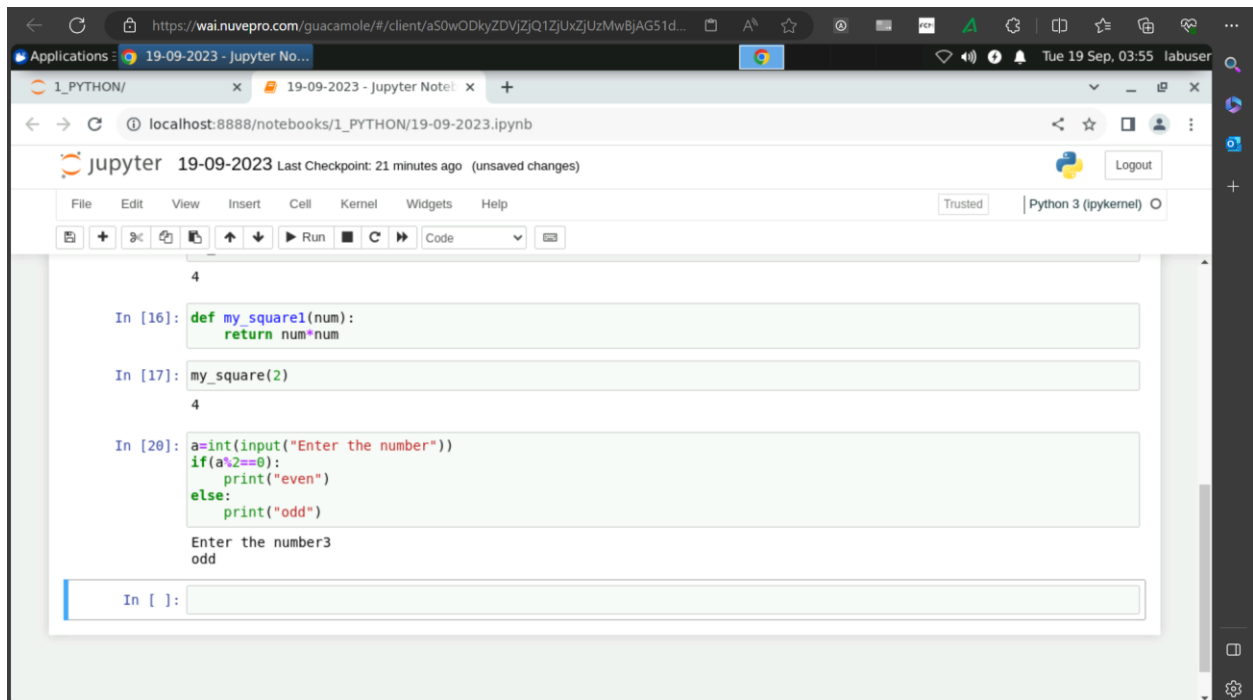 https://wai.nuvepro.com/guacamole/#/client/aS0wODkyZDVjZjQ1ZjUxZjUzMwBjAG51d...
Applications 19-09-2023 - Jupyter No... Tue 19 Sep, 03:55 labuser
1_PYTHON/ 19-09-2023 - Jupyter Noteb
localhost:8888/notebooks/1_PYTHON/19-09-2023.ipynb
jupyter 19-09-2023 Last Checkpoint: 21 minutes ago (unsaved changes) Logout
File Edit View Insert Cell Kernel Widgets Help Trusted Python 3 (ipykernel)
Run Code
4
In [16]: def my_square1(num):
return num*num
In [17]: my_square(2)
4
In [20]: a=int(input("Enter the number"))
if(a%2==0):
print("even")
else:
print("odd")
Enter the number3
odd
In [ ]: